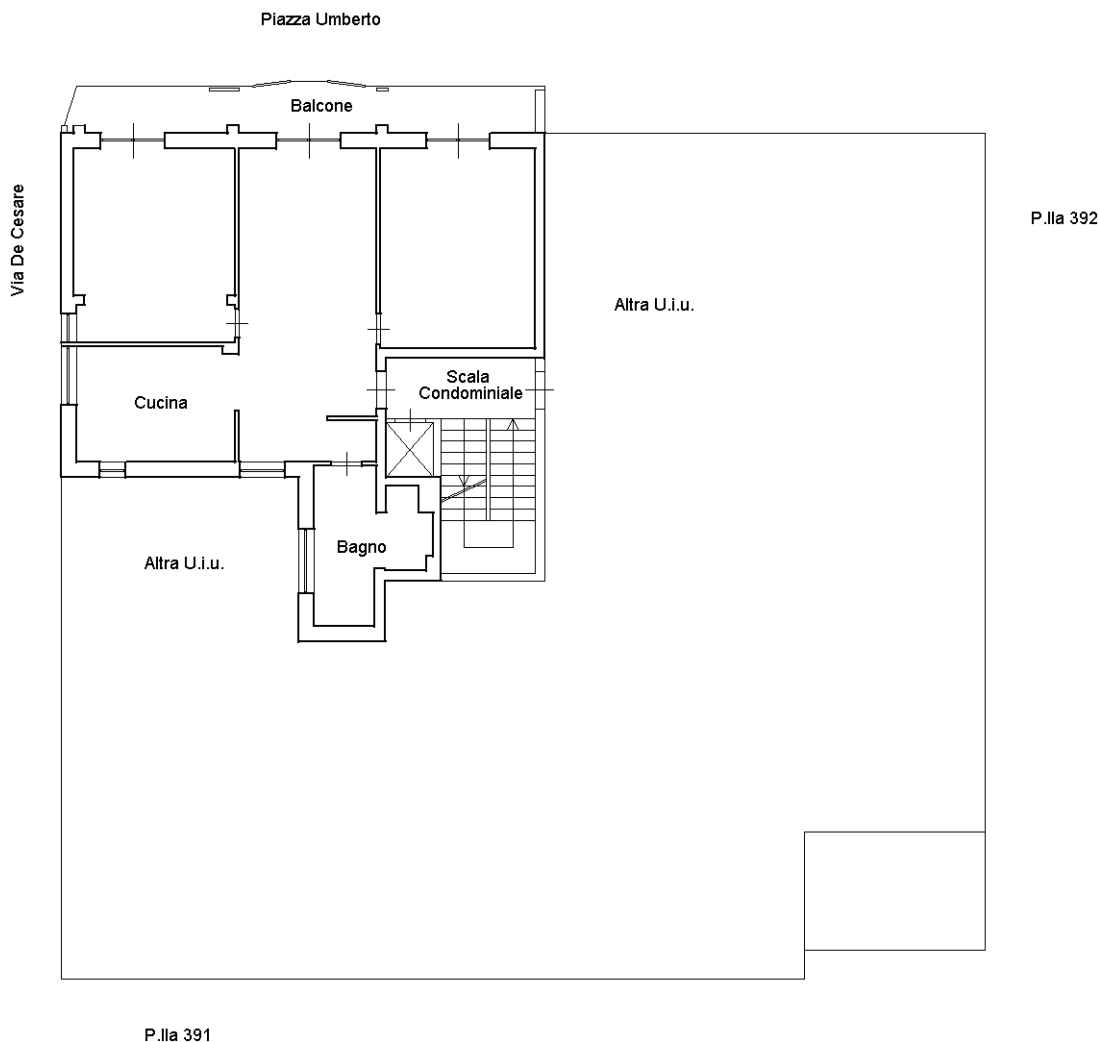 Piazza Umberto
Balcone
Via De Cesare
P.lla 392
Altra U.i.u.
Scala
Condominiale
Cucina
Bagno
Altra U.i.u.
P.lla 391